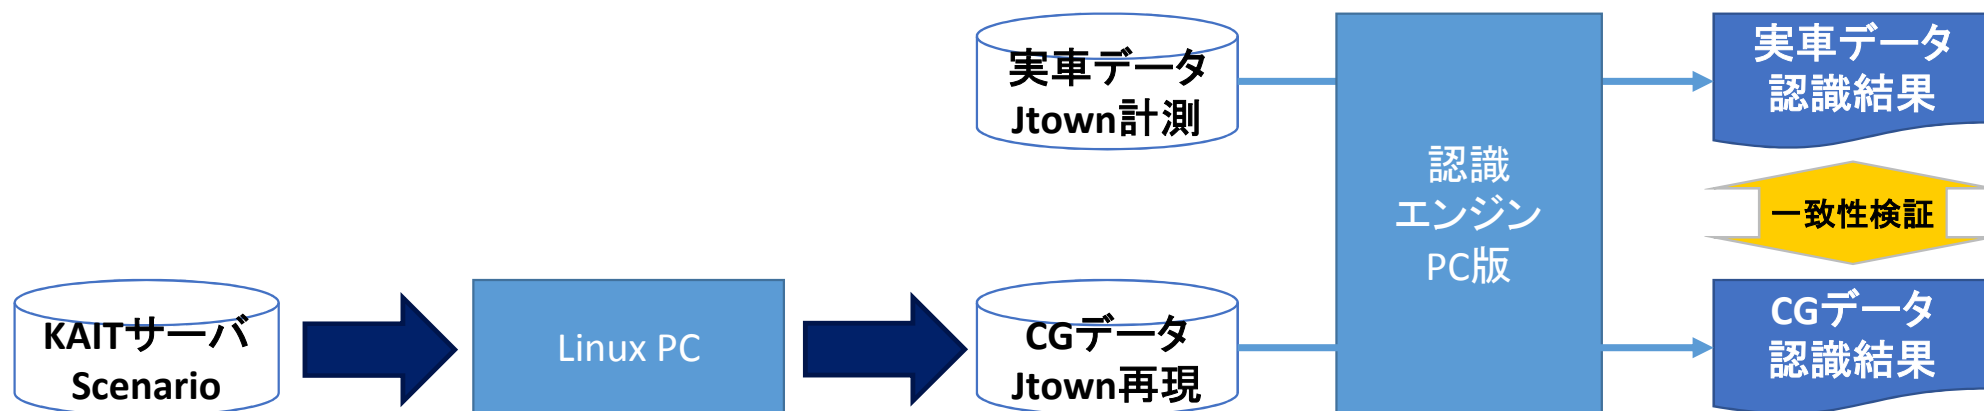 実車データ
Jtown計測
認識
エンジン
PC版
実車データ
認識結果
一致性検証
KAITサーバ
Scenario
Linux PC
CGデータ
Jtown再現
CGデータ
認識結果